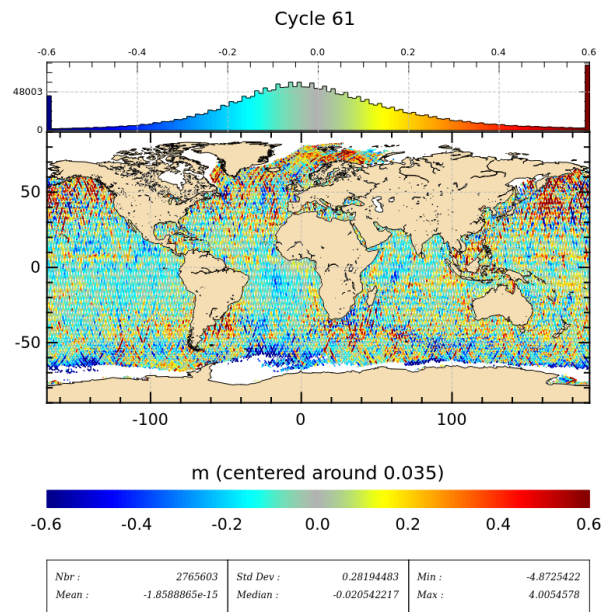 Cycle 61
-0.6 -0.4 -0.2 0.0 0.2 0.4 0.6
48003
0
50
0
-50
-100 0 100
m (centered around 0.035)
-0.6 -0.4 -0.2 0.0 0.2 0.4 0.6
Nbr : 2765603 Std Dev : 0.28194483 Min : -4.8725422
Mean : -1.8588865e-15 Median : -0.020542217 Max : 4.0054578